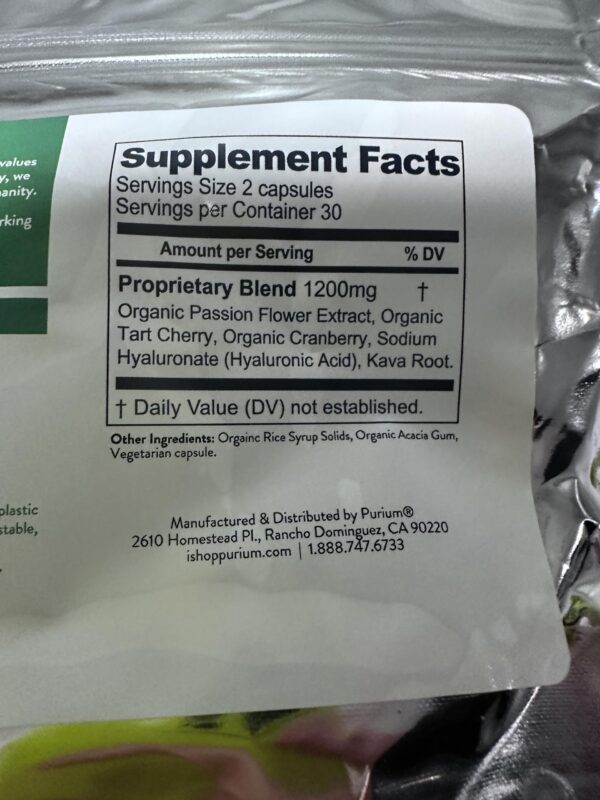 values
y, we
anity.
rking
Supplement Facts
Servings Size 2 capsules
Servings per Container 30
Amount per Serving % DV
Proprietary Blend 1200mg †
Organic Passion Flower Extract, Organic
Tart Cherry, Organic Cranberry, Sodium
Hyaluronate (Hyaluronic Acid), Kava Root.
† Daily Value (DV) not established.
Other Ingredients: Orgainc Rice Syrup Solids, Organic Acacia Gum,
Vegetarian capsule.
plastic
stable,
Manufactured & Distributed by Purium®
2610 Homestead Pl., Rancho Dominguez, CA 90220
ishoppurium.com | 1.888.747.6733